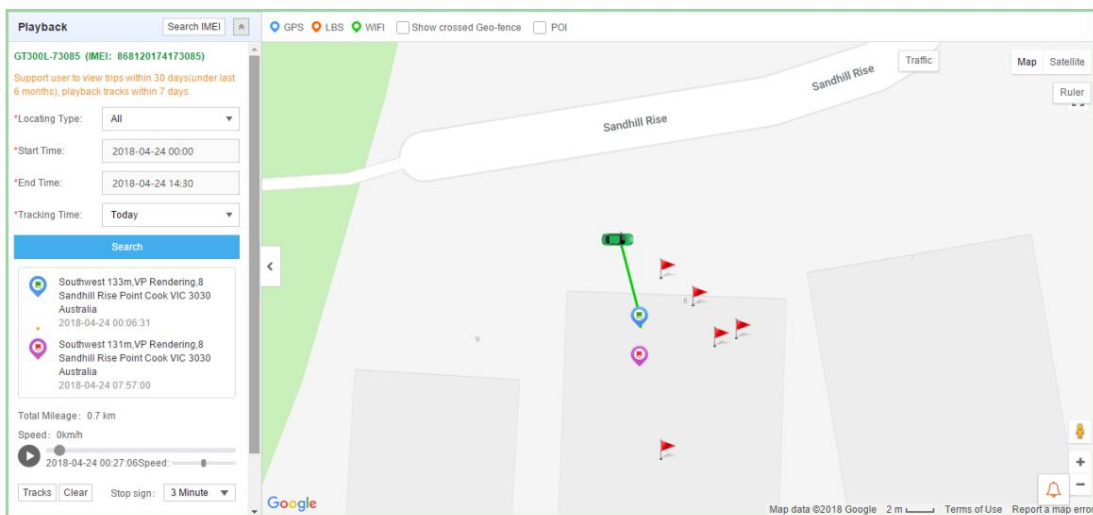 Playback
Search IMEI
GPS LBS WIFI Show crossed Geo-fence POI
GT300L-73085 (IMEI: 868120174173085)
Support user to view trips within 30 days(under last
6 months), playback tracks within 7 days.
*Locating Type: All
*Start Time: 2018-04-24 00:00
*End Time: 2018-04-24 14:30
*Tracking Time: Today
Search
Southwest 133m,VP Rendering,8
Sandhill Rise Point Cook VIC 3030
Australia
2018-04-24 00:06:31
Southwest 131m,VP Rendering,8
Sandhill Rise Point Cook VIC 3030
Australia
2018-04-24 07:57:00
Total Mileage: 0.7 km
Speed: 0km/h
2018-04-24 00:27:06Speed:
Tracks Clear Stop sign: 3 Minute
Sandhill Rise
Sandhill Rise
Traffic
Map Satellite
Ruler
7
9
Google
Map data ©2018 Google 2 m Terms of Use Report a map error